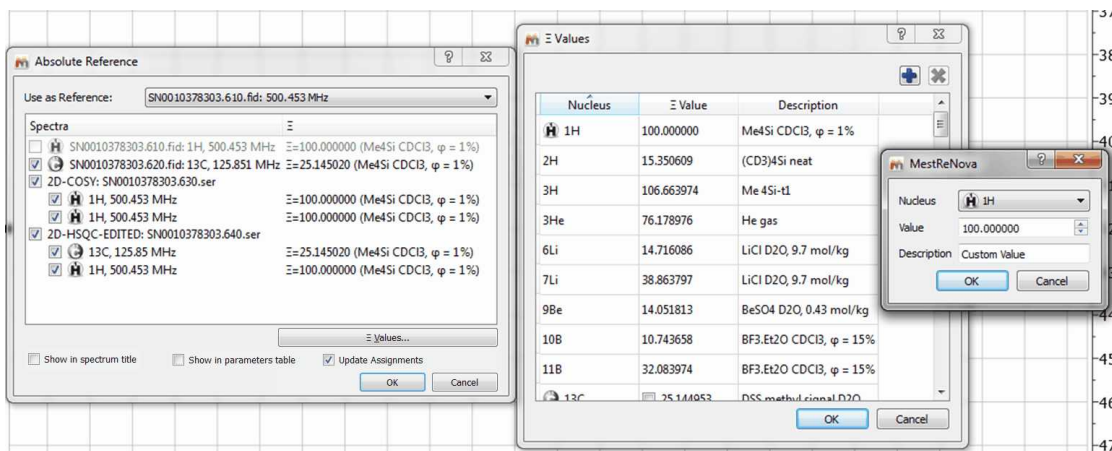 Absolute Reference
Use as Reference: SN0010378303.610.fid: 500.453 MHz
Spectra Ξ
SN0010378303.610.fid: 1H, 500.453 MHz Ξ=100.000000 (Me4Si CDCl3, φ = 1%)
SN0010378303.620.fid: 13C, 125.851 MHz Ξ=25.145020 (Me4Si CDCl3, φ = 1%)
2D-COSY: SN0010378303.630.ser
H 1H, 500.453 MHz Ξ=100.000000 (Me4Si CDCl3, φ = 1%)
H 1H, 500.453 MHz Ξ=100.000000 (Me4Si CDCl3, φ = 1%)
2D-HSQC-EDITED: SN0010378303.640.ser
C 13C, 125.85 MHz Ξ=25.145020 (Me4Si CDCl3, φ = 1%)
H 1H, 500.453 MHz Ξ=100.000000 (Me4Si CDCl3, φ = 1%)
Ξ Values...
Show in spectrum title Show in parameters table Update Assignments
OK Cancel
Ξ Values
Nucleus Ξ Value Description
H 1H 100.000000 Me4Si CDCl3, φ = 1%
2H 15.350609 (CD3)4Si neat
3H 106.663974 Me 4Si-t1
3He 76.178976 He gas
6Li 14.716086 LiCl D2O, 9.7 mol/kg
7Li 38.863797 LiCl D2O, 9.7 mol/kg
9Be 14.051813 BeSO4 D2O, 0.43 mol/kg
10B 10.743658 BF3.Et2O CDCl3, φ = 15%
11B 32.083974 BF3.Et2O CDCl3, φ = 15%
13C 25.144953 DSS methyl signal D2O
OK Cancel
MestReNova
Nucleus H 1H
Value 100.000000
Description Custom Value
OK Cancel
-38
-39
-45
-46
-47